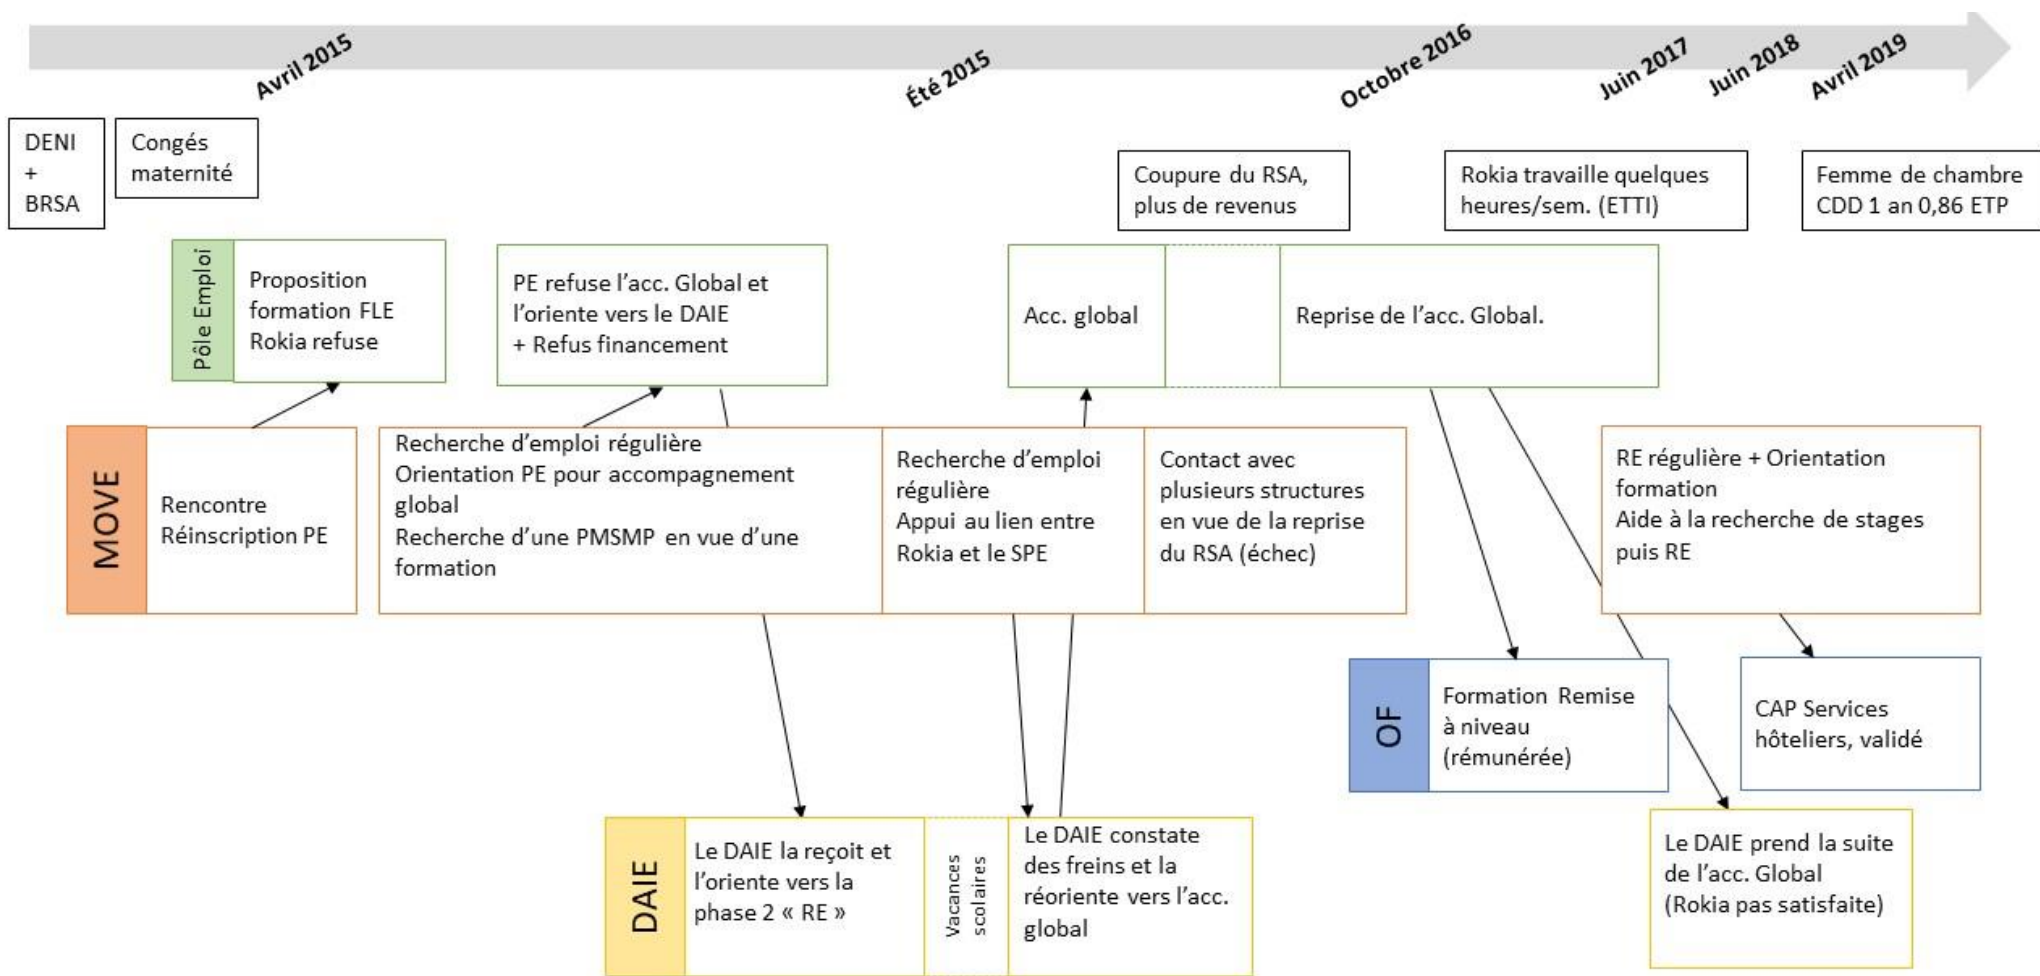 Avril 2015
Été 2015
Octobre 2016
Juin 2017
Juin 2018
Avril 2019
DENI
+
BRSA
Congés
maternité
Coupure du RSA,
plus de revenus
Rokia travaille quelques
heures/sem. (ETTI)
Femme de chambre
CDD 1 an 0,86 ETP
Pôle Emploi
Proposition
formation FLE
Rokia refuse
PE refuse l’acc. Global et
l’oriente vers le DAIE
+ Refus financement
Acc. global
Reprise de l’acc. Global.
MOVE
Rencontre
Réinscription PE
Recherche d’emploi régulière
Orientation PE pour accompagnement
global
Recherche d’une PMSMP en vue d’une
formation
Recherche d’emploi
régulière
Appui au lien entre
Rokia et le SPE
Contact avec
plusieurs structures
en vue de la reprise
du RSA (échec)
RE régulière + Orientation
formation
Aide à la recherche de stages
puis RE
OF
Formation Remise
à niveau
(rémunérée)
CAP Services
hôteliers, validé
DAIE
Le DAIE la reçoit et
l’oriente vers la
phase 2 « RE »
Vacances
scolaires
Le DAIE constate
des freins et la
réoriente vers l’acc.
global
Le DAIE prend la suite
de l’acc. Global
(Rokia pas satisfaite)